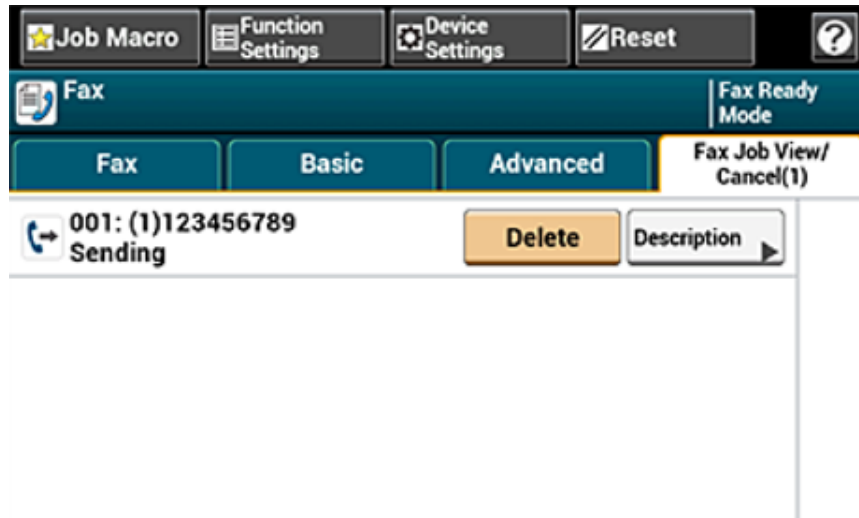 Job Macro
Function
Settings
Device
Settings
Reset
?
Fax
Fax Ready
Mode
Fax
Basic
Advanced
Fax Job View/
Cancel(1)
001: (1)123456789
Sending
Delete
Description